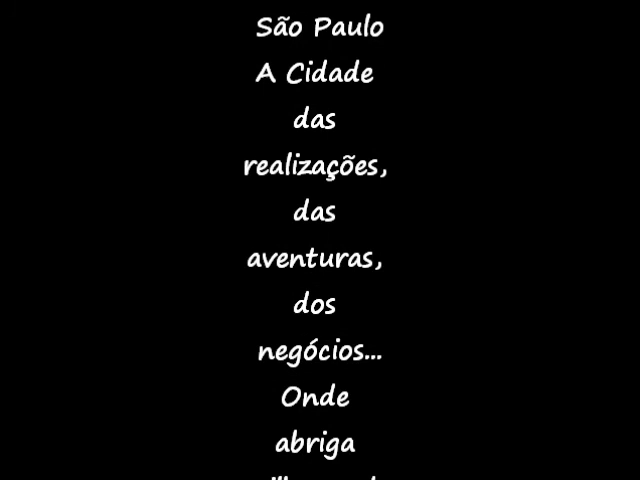 São Paulo
A Cidade
das
realizações,
das
aventuras,
dos
negócios...
Onde
abriga